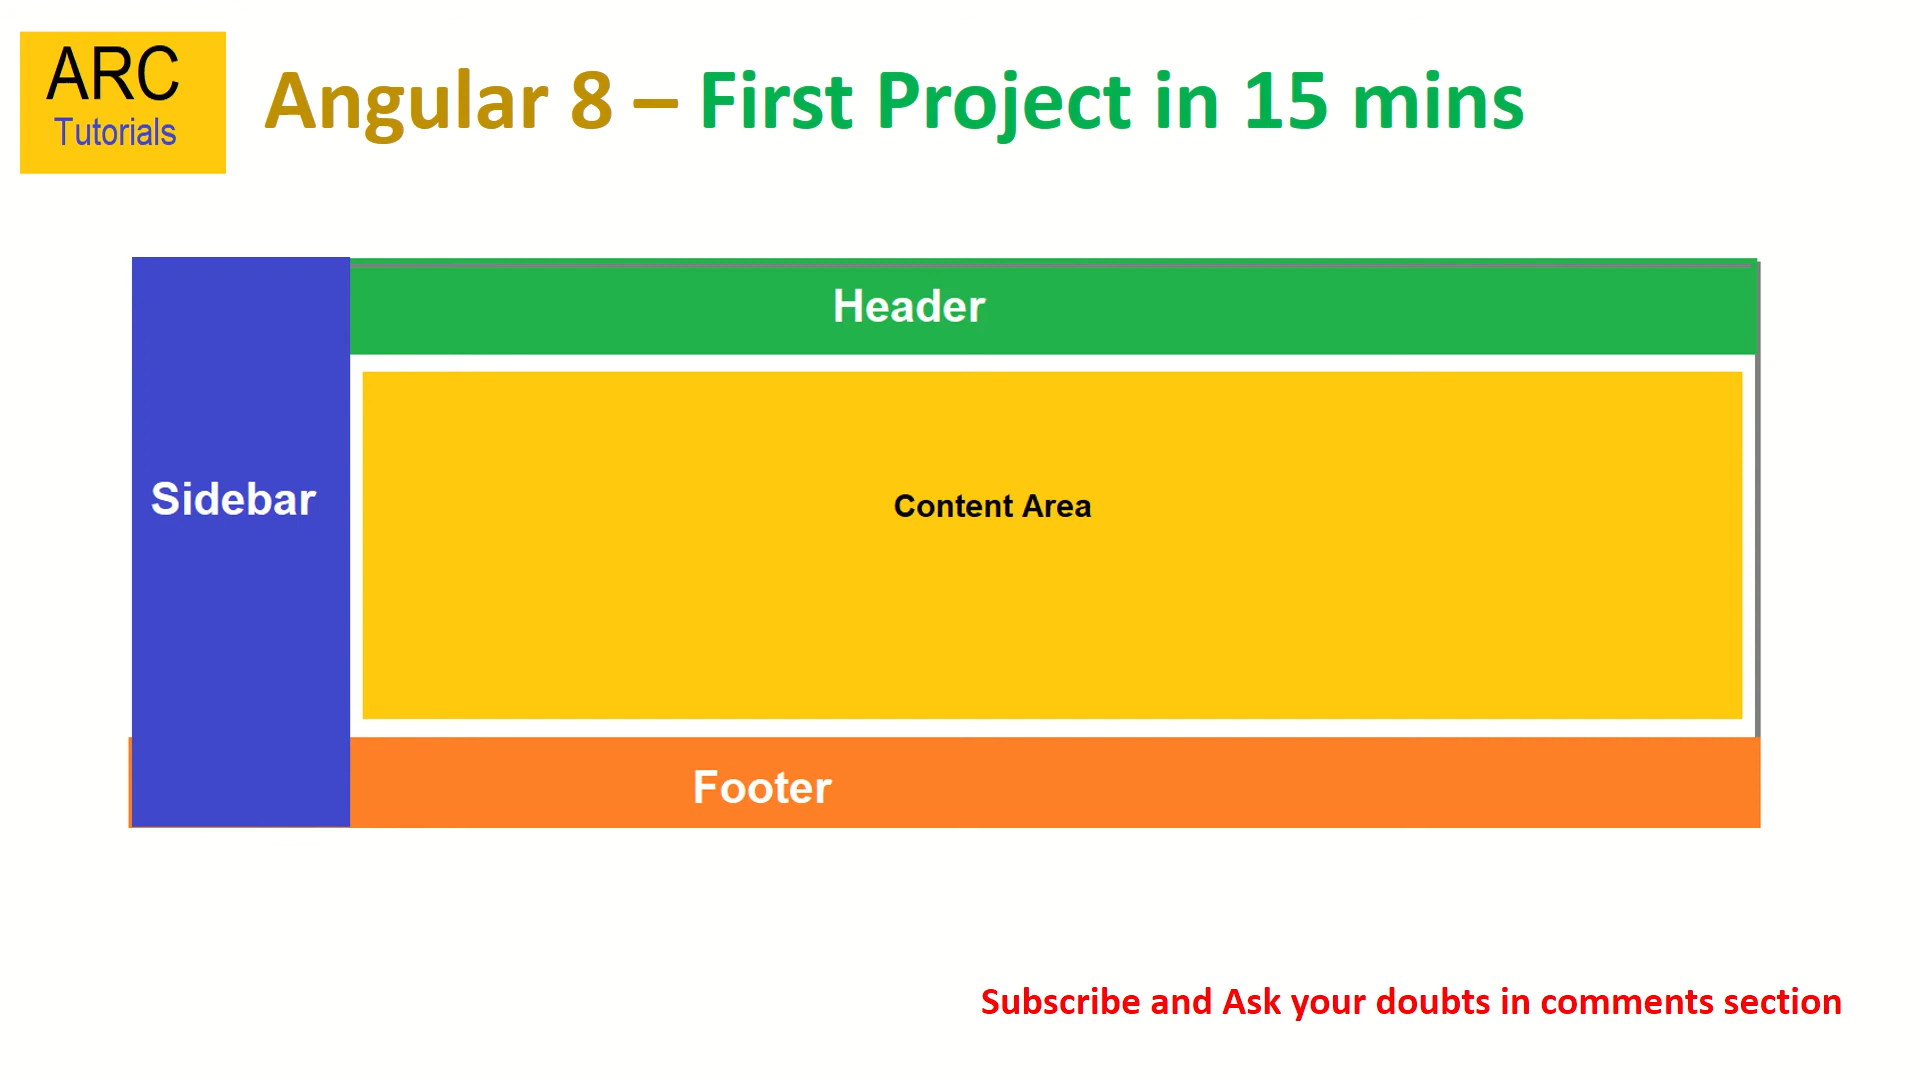 ARC
Tutorials
Angular 8 – First Project in 15 mins
Header
Sidebar
Content Area
Footer
Subscribe and Ask your doubts in comments section